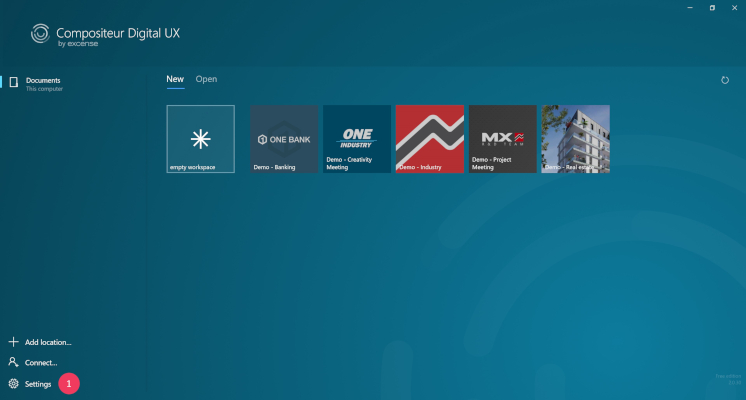 Compositeur Digital UX
by excense
Documents
This computer
New
Open
empty workspace
ONE BANK
Demo - Banking
ONE
INDUSTRY
Demo - Creativity
Meeting
Demo - Industry
MX
R&D TEAM
Demo - Project
Meeting
Demo - Real estate
Add location...
Connect...
Settings
1